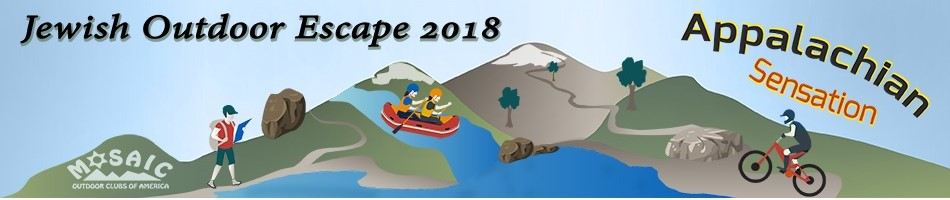 Jewish Outdoor Escape 2018
Appalachian
Sensation
MOSAIC
OUTDOOR CLUBS OF AMERICA